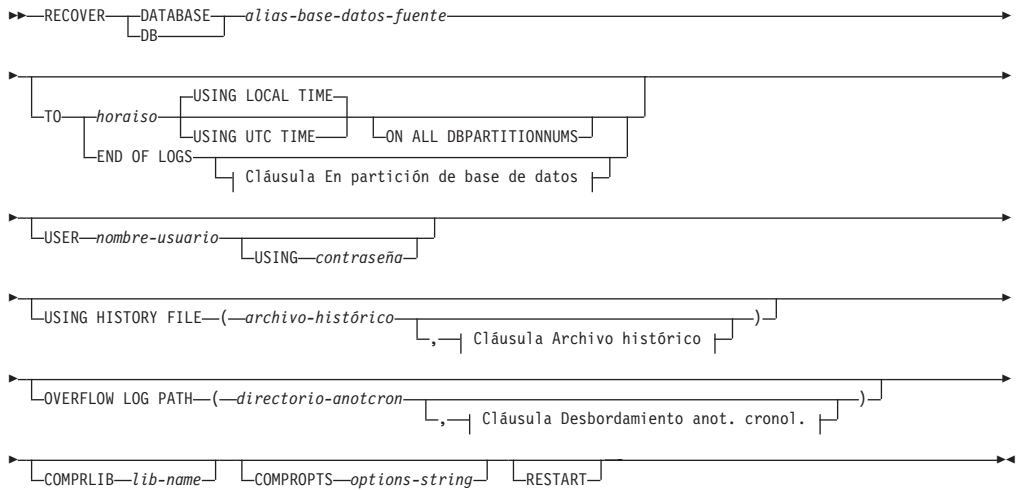 RECOVER DATABASE alias-base-datos-fuente
DB
USING LOCAL TIME
TO horaiso
USING UTC TIME ON ALL DBPARTITIONNUMS
END OF LOGS
Cláusula En partición de base de datos
USER nombre-usuario
USING contraseña
USING HISTORY FILE ( archivo-histórico )
, Cláusula Archivo histórico
OVERFLOW LOG PATH ( directorio-anotcron )
, Cláusula Desbordamiento anot. cronol.
COMPRLIB lib-name COMPROPTS options-string RESTART